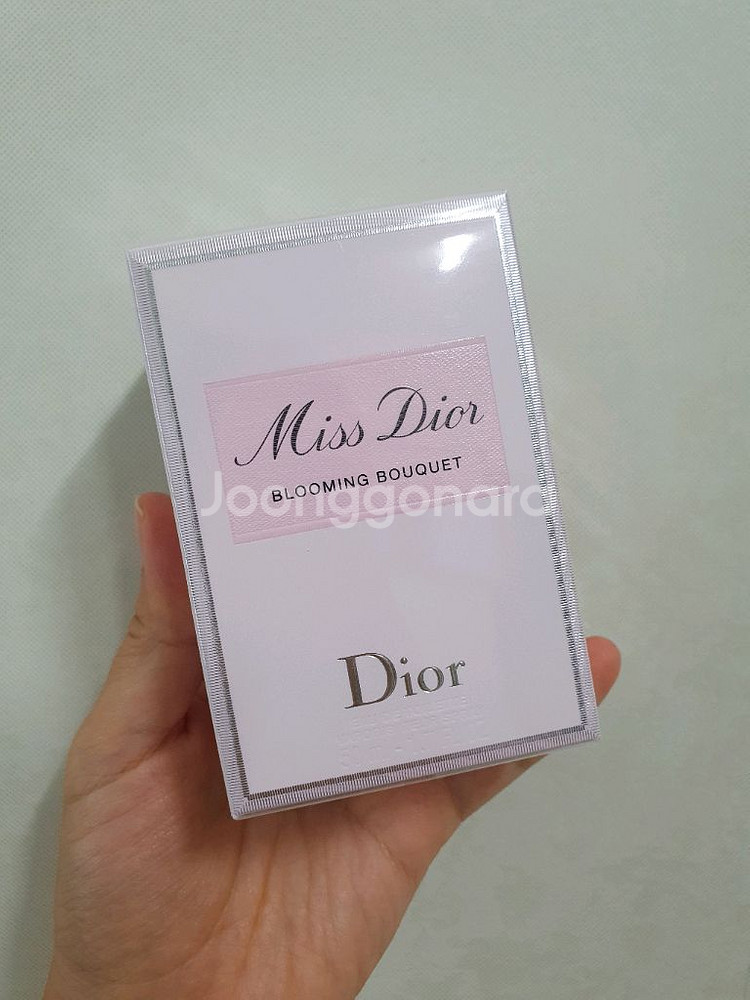 Miss Dior
BLOOMING BOUQUET
Joonggonara
Dior